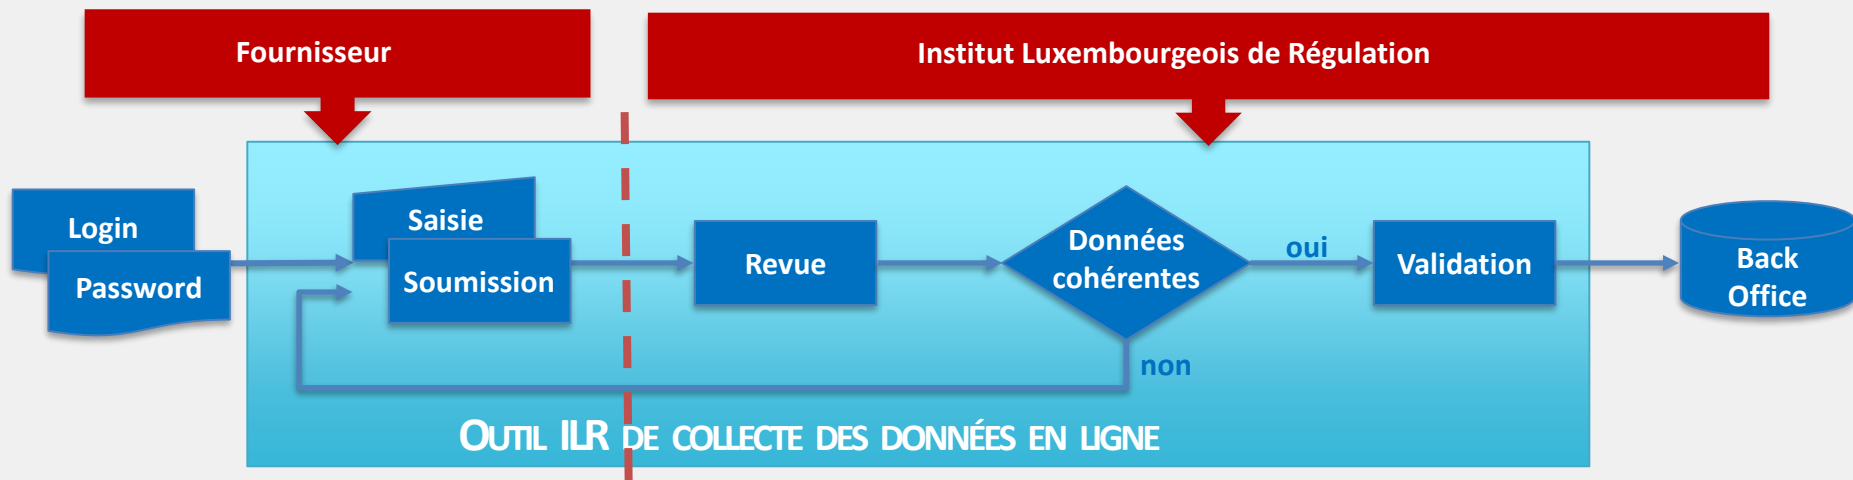 Fournisseur
Institut Luxembourgeois de Régulation
Login
Password
Saisie
Soumission
Revue
Données
cohérentes
oui
non
Validation
Back
Office
OUTIL ILR DE COLLECTE DES DONNÉES EN LIGNE